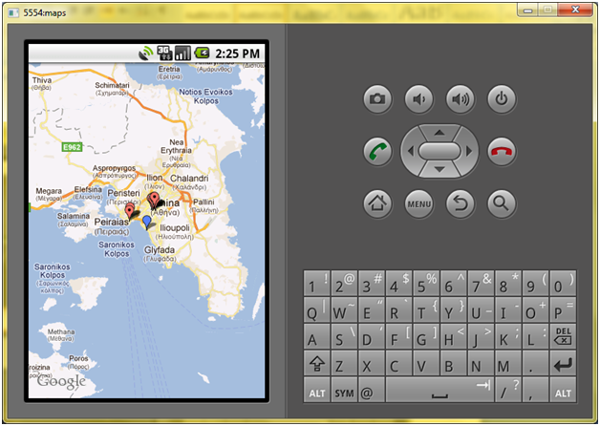 5554:maps
3G
2:25 PM
Eretria
(Ερέτρια)
Thiva
(Θήβα)
Schimatari
(Σχηματάρι)
Notios Evoikos
Kolpos
E962
Nea
Erythraia
(Νέα
Ερυθραία)
Aspropyrgos
(Ασπρόπυργος)
Ilion
(Ίλιον)
Chalandri
(Χαλάνδρι)
Megara
(Μέγαρα)
Elefsina
(Ελευσίνα)
Peristeri
(Περιστέρι)
Pallini
(Παλλήνη)
(Αθήνα)
Salamina
(Σαλαμίνα)
Peiraias
(Πειραιάς)
Ilioupoli
(Ηλιούπολη)
Saronikos
Kolpos
Glyfada
(Γλυφάδα)
Saronikos
Kolpos
(Σαρωνικός
κόλπος)
Methana
(Μέθανα)
Poros
(Πόρος)
Google
MENU
1 ! 2 @ 3 # 4 $ 5 % 6 ^ 7 & 8 * 9 ( 0 )
Q | W ~ E " R ` T { Y } U _ I - O + P =
A S \ D ' F [ G ] H < J > K ; L : DEL
Z X C V B N M .
ALT SYM @ / ? , ALT